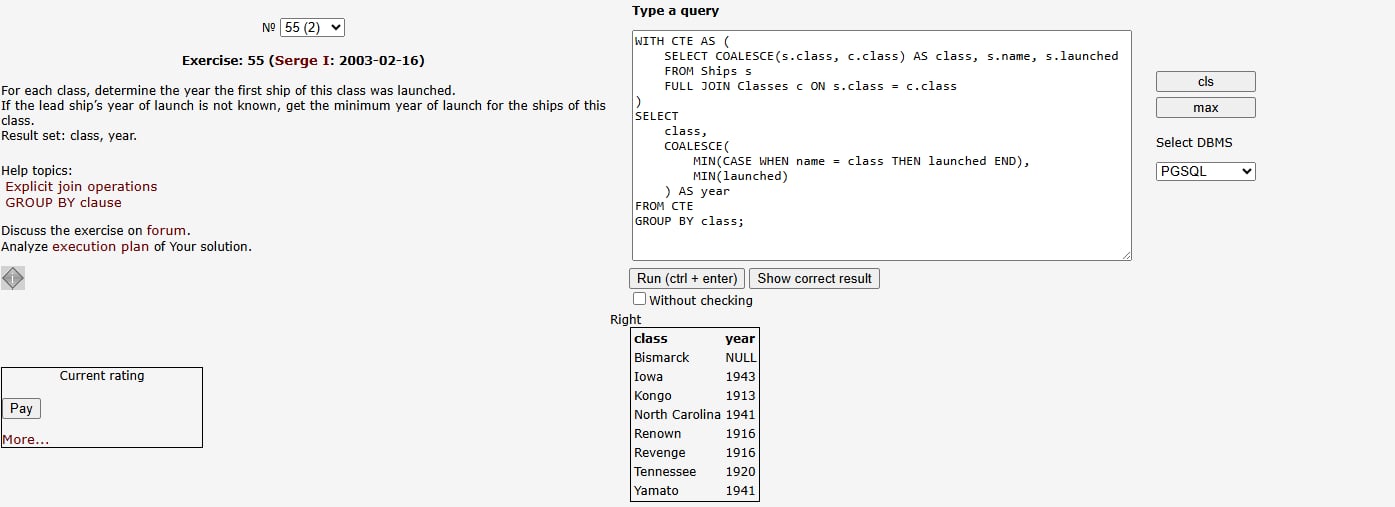 № 55 (2)
Exercise: 55 (Serge I: 2003-02-16)
For each class, determine the year the first ship of this class was launched.
If the lead ship’s year of launch is not known, get the minimum year of launch for the ships of this
class.
Result set: class, year.
Help topics:
Explicit join operations
GROUP BY clause
Discuss the exercise on forum.
Analyze execution plan of Your solution.
Current rating
Pay
More...
Type a query
WITH CTE AS (
    SELECT COALESCE(s.class, c.class) AS class, s.name, s.launched
    FROM Ships s
    FULL JOIN Classes c ON s.class = c.class
)
SELECT
    class,
    COALESCE(
        MIN(CASE WHEN name = class THEN launched END),
        MIN(launched)
    ) AS year
FROM CTE
GROUP BY class;
cls
max
Select DBMS
PGSQL
Run (ctrl + enter) Show correct result
Without checking
Right
class year
Bismarck NULL
Iowa 1943
Kongo 1913
North Carolina 1941
Renown 1916
Revenge 1916
Tennessee 1920
Yamato 1941